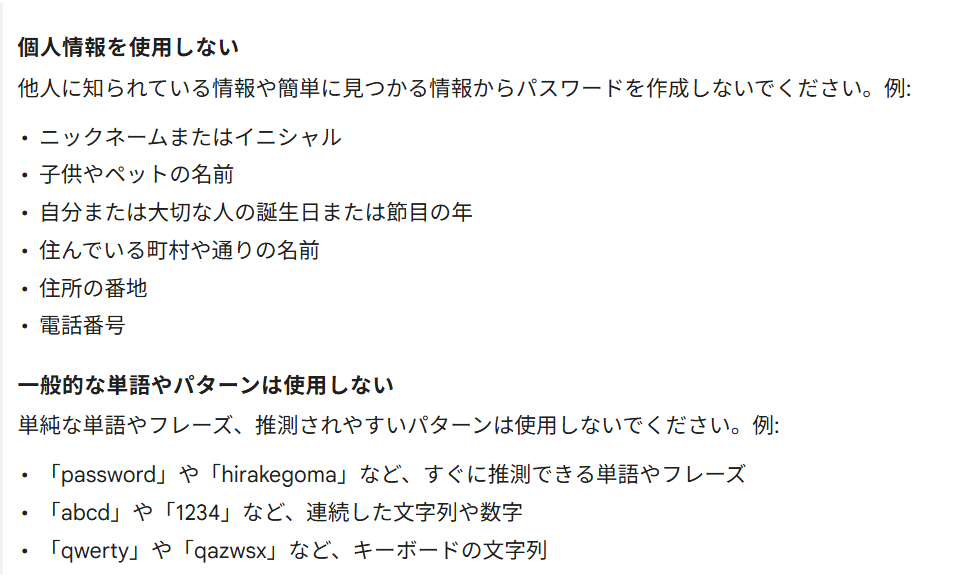 個人情報を使用しない
他人に知られている情報や簡単に見つかる情報からパスワードを作成しないでください。例:
• ニックネームまたはイニシャル
• 子供やペットの名前
• 自分または大切な人の誕生日または節目の年
• 住んでいる町村や通りの名前
• 住所の番地
• 電話番号
一般的な単語やパターンは使用しない
単純な単語やフレーズ、推測されやすいパターンは使用しないでください。例:
• 「password」や「hirakegoma」など、すぐに推測できる単語やフレーズ
• 「abcd」や「1234」など、連続した文字列や数字
• 「qwerty」や「qazwsx」など、キーボードの文字列